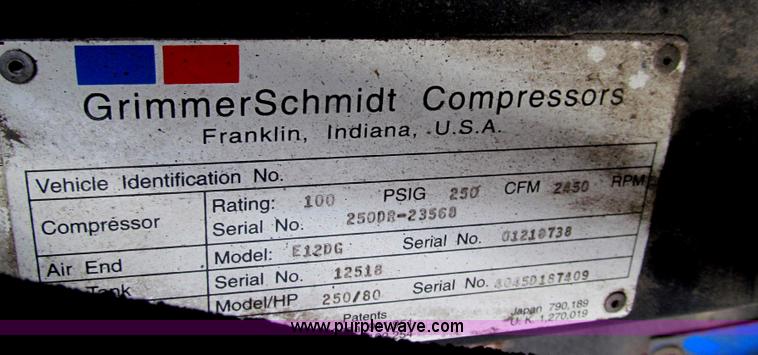 GrimmerSchmidt Compressors
Franklin, Indiana, U.S.A.
Vehicle Identification No.
Compressor Rating: 100 PSIG 250 CFM 2450 RPM
Serial No. 250DR-23560
Air End Model: E12DG Serial No. 01210738
Tank Serial No. 12518
Model/HP 250/80 Serial No.
Patents Japan 790,189
U.K. 1,270,019
www.purplewave.com